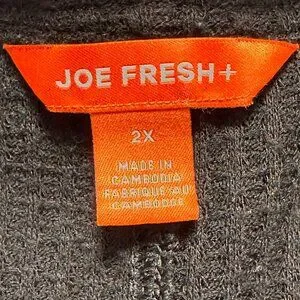 JOE FRESH+
2X
MADE IN
CAMBODIA
FABRIQUÉ AU
CAMBODGE